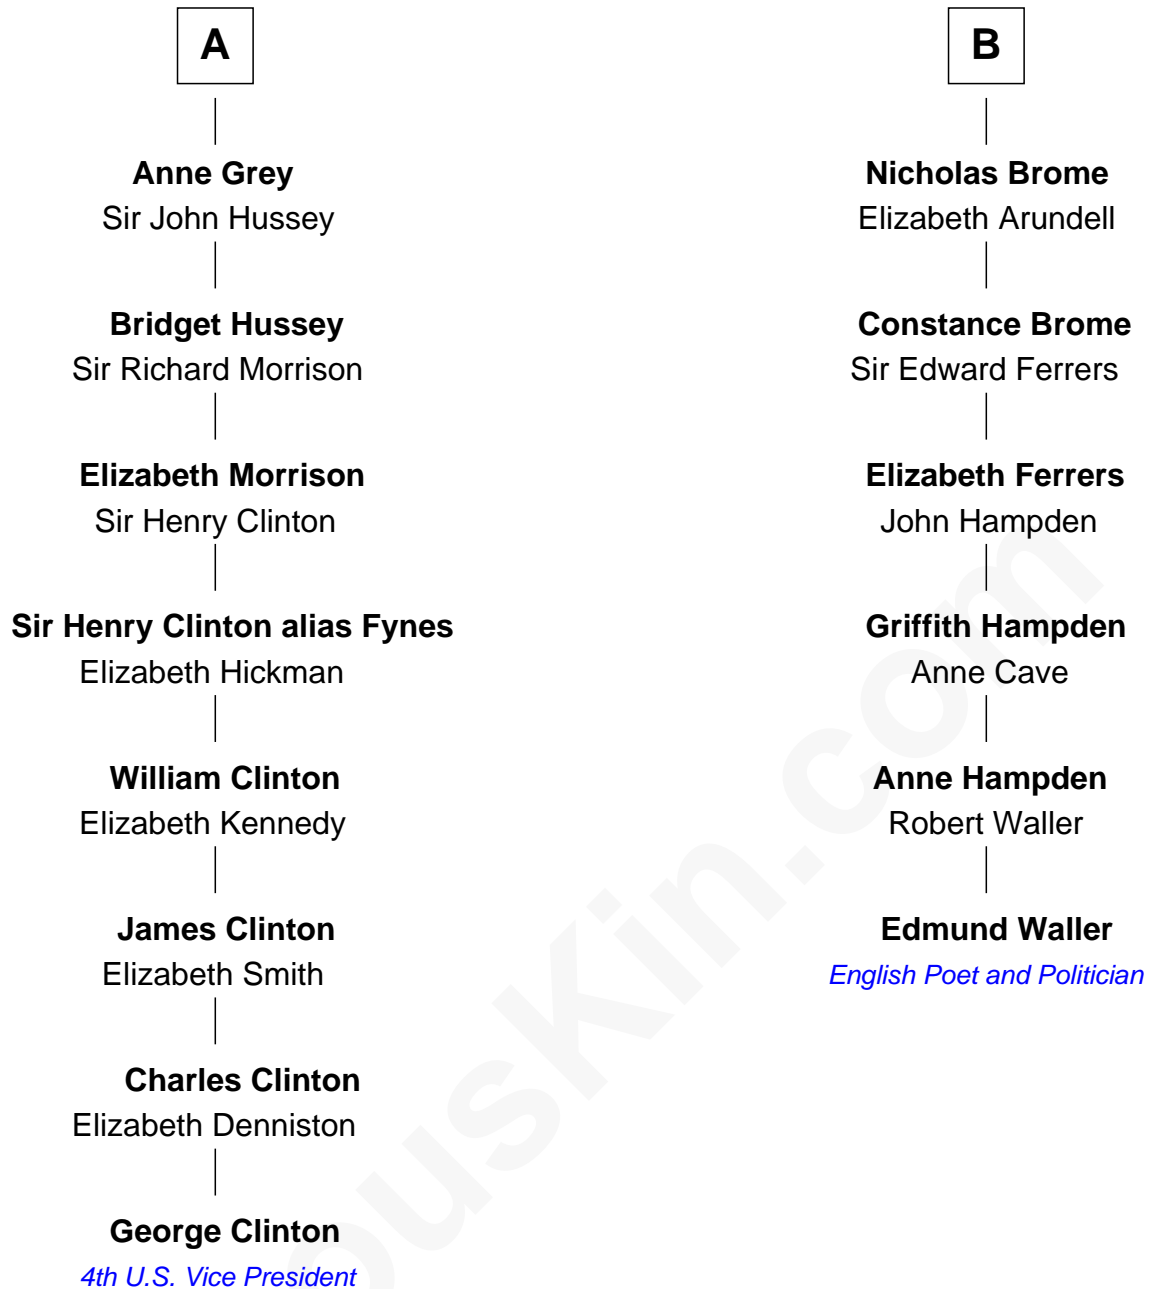 A
Anne Grey
Sir John Hussey
Bridget Hussey
Sir Richard Morrison
Elizabeth Morrison
Sir Henry Clinton
Sir Henry Clinton alias Fynes
Elizabeth Hickman
William Clinton
Elizabeth Kennedy
James Clinton
Elizabeth Smith
Charles Clinton
Elizabeth Denniston
George Clinton
4th U.S. Vice President
B
Nicholas Brome
Elizabeth Arundell
Constance Brome
Sir Edward Ferrers
Elizabeth Ferrers
John Hampden
Griffith Hampden
Anne Cave
Anne Hampden
Robert Waller
Edmund Waller
English Poet and Politician
ousKin.com